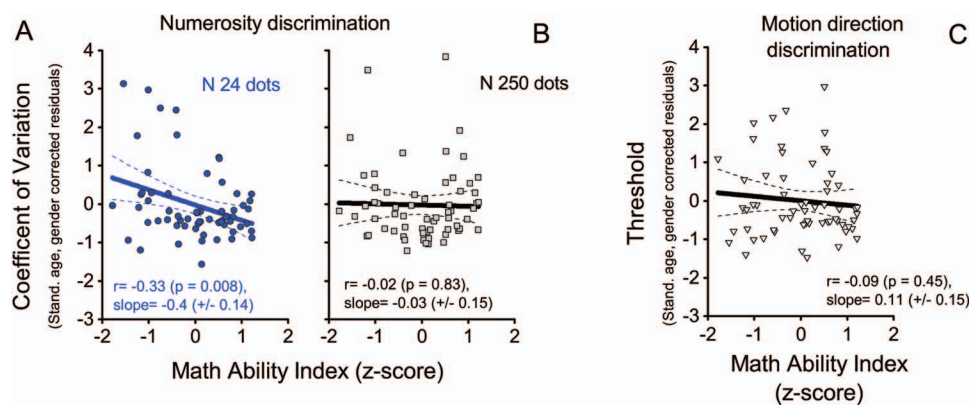 Numerosity discrimination
A
B
Motion direction
discrimination
C
Coefficent of Variation
(Stand. age, gender corrected residuals)
4
3
2
1
0
-1
-2
-3
N 24 dots
r= -0.33 (p = 0.008),
slope= -0.4 (+/- 0.14)
-2 -1 0 1 2
N 250 dots
r= -0.02 (p = 0.83),
slope= -0.03 (+/- 0.15)
-2 -1 0 1 2
Math Ability Index (z-score)
Threshold
(Stand. age, gender corrected residuals)
4
3
2
1
0
-1
-2
-3
r= -0.09 (p = 0.45),
slope= 0.11 (+/- 0.15)
-2 -1 0 1 2
Math Ability Index
(z-score)